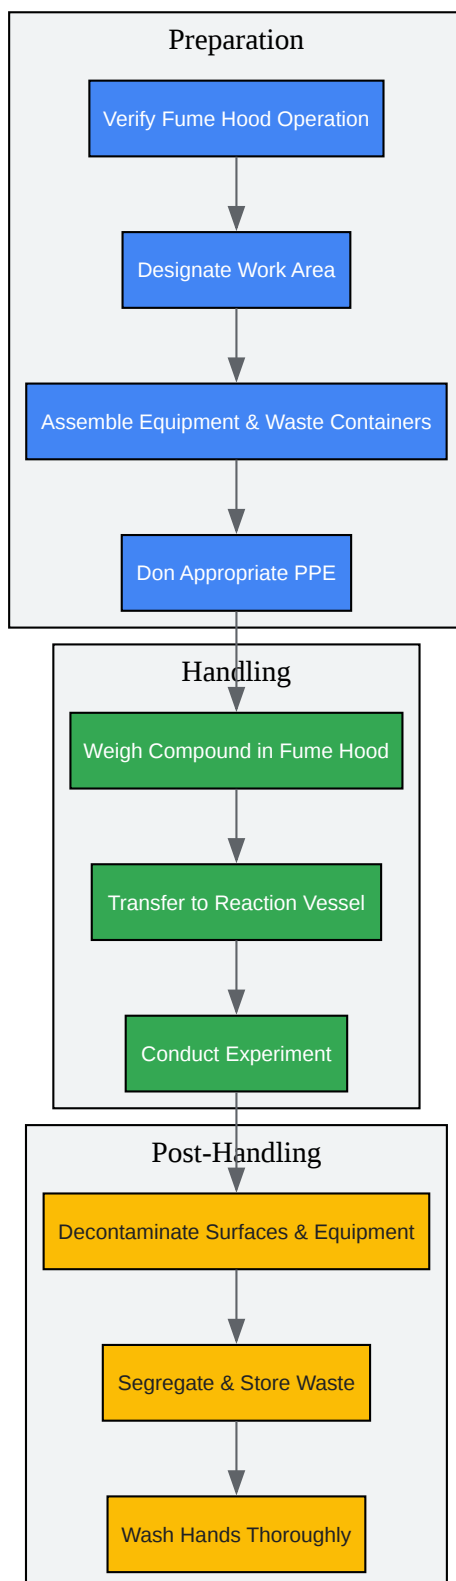 Preparation
Verify Fume Hood Operation
Designate Work Area
Assemble Equipment & Waste Containers
Don Appropriate PPE
Handling
Weigh Compound in Fume Hood
Transfer to Reaction Vessel
Conduct Experiment
Post-Handling
Decontaminate Surfaces & Equipment
Segregate & Store Waste
Wash Hands Thoroughly